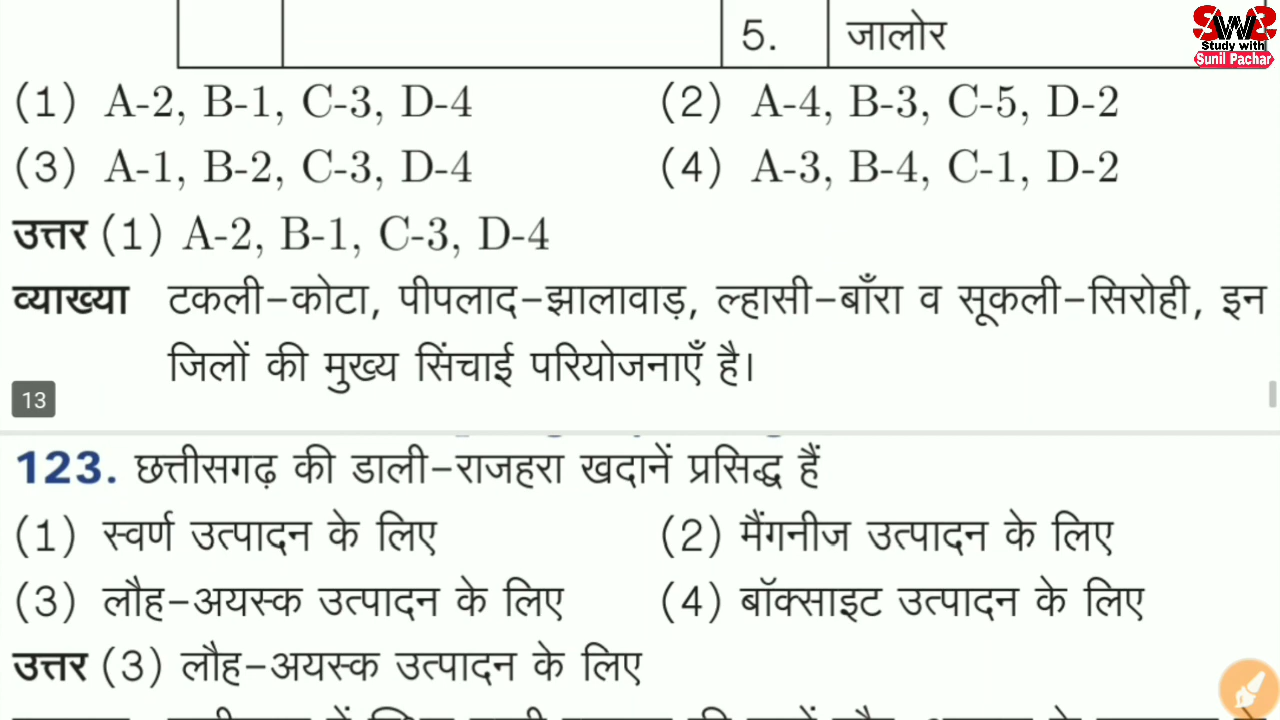 5. जालोर
SWS
Study with
Sunil Pachar
(1) A-2, B-1, C-3, D-4 (2) A-4, B-3, C-5, D-2
(3) A-1, B-2, C-3, D-4 (4) A-3, B-4, C-1, D-2
उत्तर (1) A-2, B-1, C-3, D-4
व्याख्या टकली-कोटा, पीपलाद-झालावाड़, ल्हासी-बाँरा व सूकली-सिरोही, इन
जिलों की मुख्य सिंचाई परियोजनाएँ है।
13
123. छत्तीसगढ़ की डाली-राजहरा खदानें प्रसिद्ध हैं
(1) स्वर्ण उत्पादन के लिए (2) मैंगनीज उत्पादन के लिए
(3) लौह-अयस्क उत्पादन के लिए (4) बॉक्साइट उत्पादन के लिए
उत्तर (3) लौह-अयस्क उत्पादन के लिए